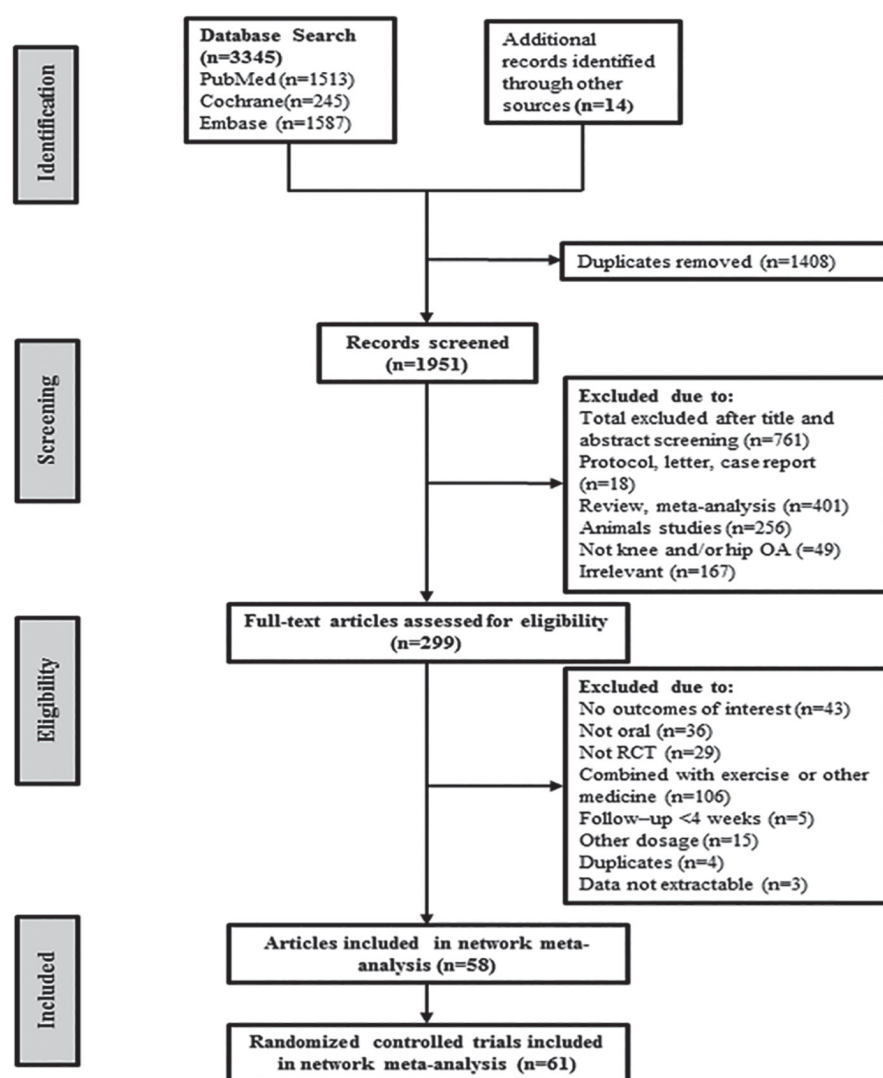 Identification
Database Search
(n=3345)
PubMed (n=1513)
Cochrane(n=245)
Embase (n=1587)
Additional
records identified
through other
sources (n=14)
Duplicates removed (n=1408)
Screening
Records screened
(n=1951)
Excluded due to:
Total excluded after title and
abstract screening (n=761)
Protocol, letter, case report
(n=18)
Review, meta-analysis (n=401)
Animals studies (n=256)
Not knee and/or hip OA (=49)
Irrelevant (n=167)
Eligibility
Full-text articles assessed for eligibility
(n=299)
Excluded due to:
No outcomes of interest (n=43)
Not oral (n=36)
Not RCT (n=29)
Combined with exercise or other
medicine (n=106)
Follow–up <4 weeks (n=5)
Other dosage (n=15)
Duplicates (n=4)
Data not extractable (n=3)
Included
Articles included in network meta-
analysis (n=58)
Randomized controlled trials included
in network meta-analysis (n=61)